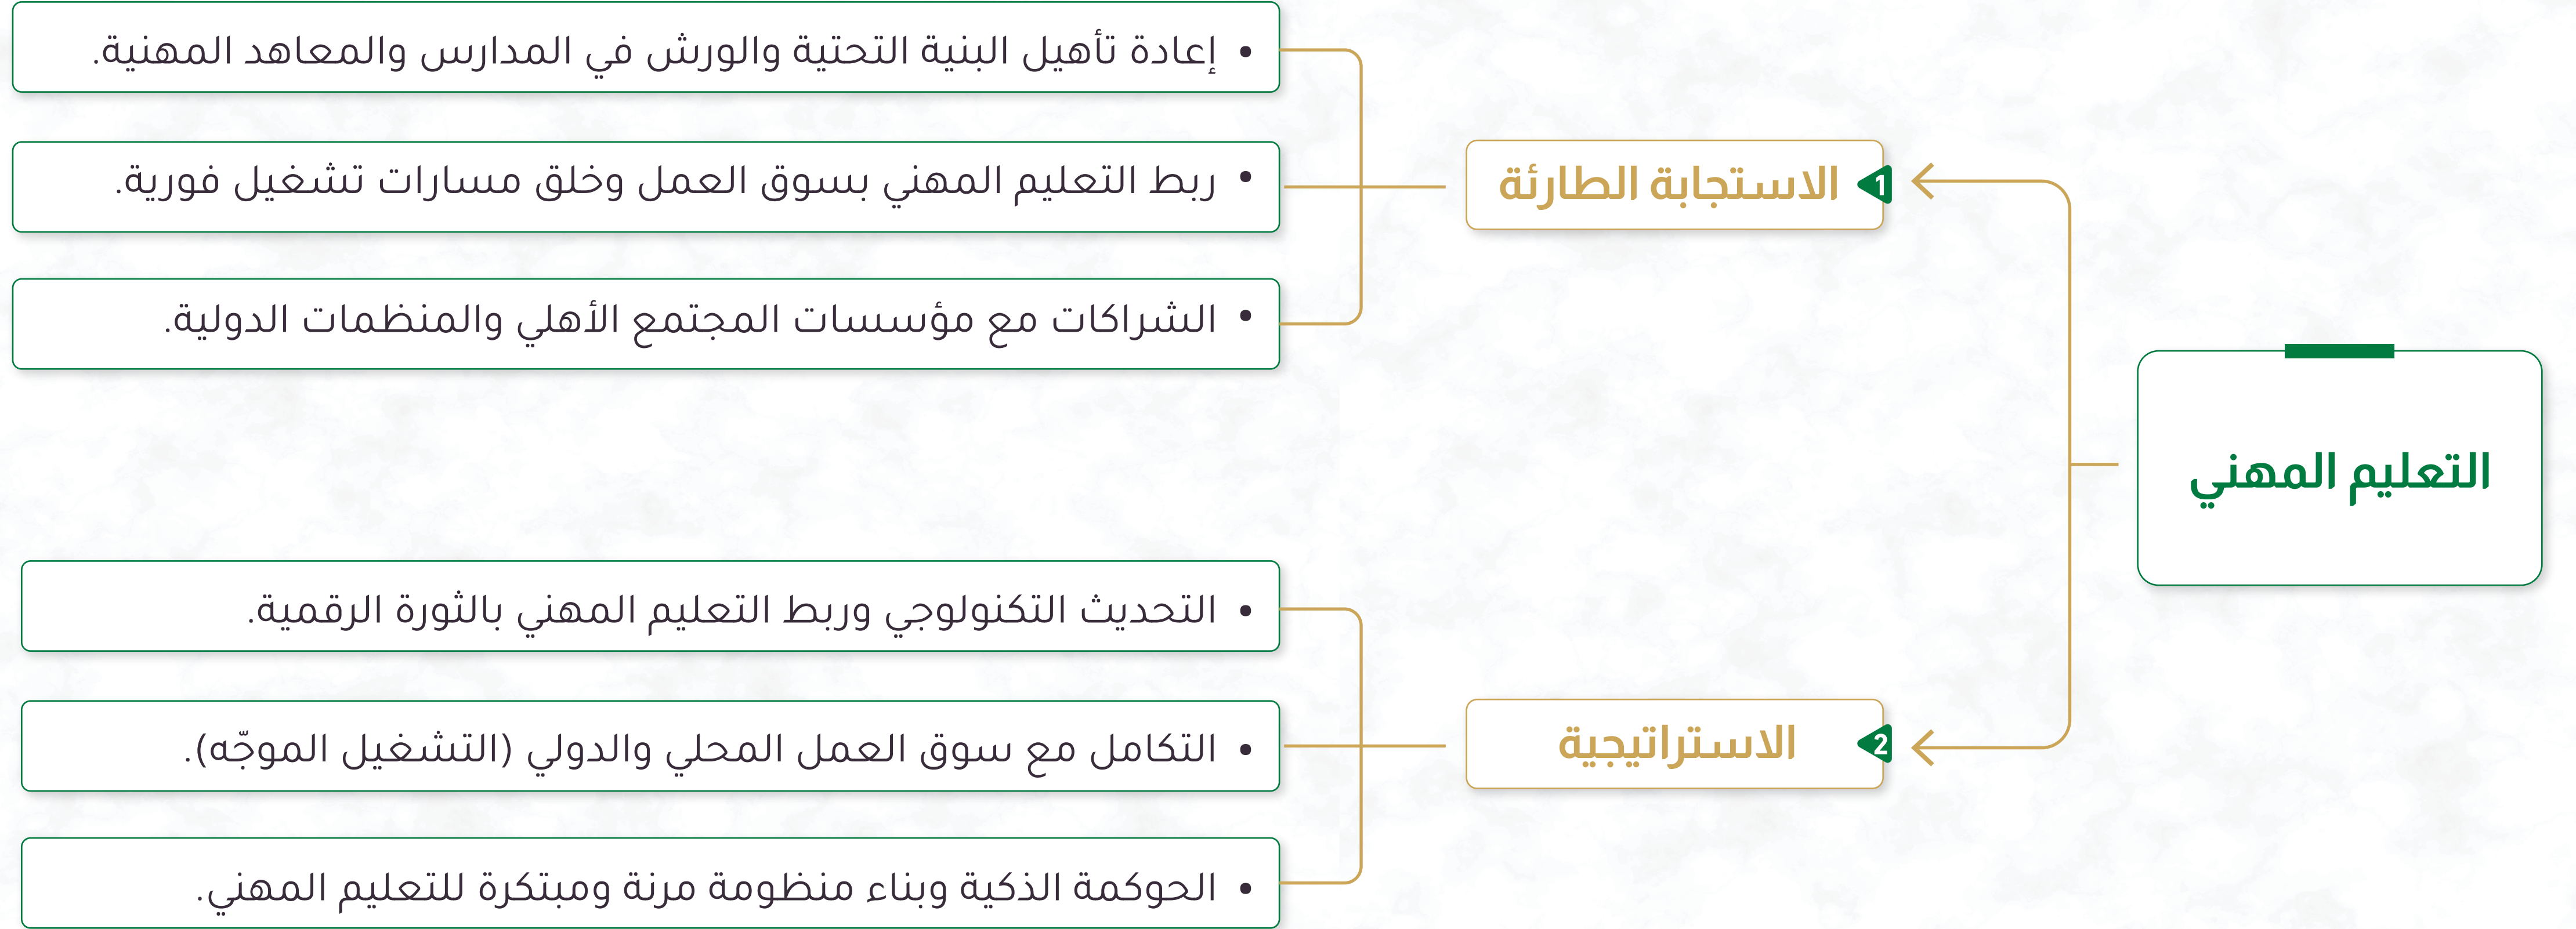 التعليم المهني
1
الاستجابة الطارئة
• إعادة تأهيل البنية التحتية والورش في المدارس والمعاهد المهنية.
• ربط التعليم المهني بسوق العمل وخلق مسارات تشغيل فورية.
• الشراكات مع مؤسسات المجتمع الأهلي والمنظمات الدولية.
2
الاستراتيجية
• التحديث التكنولوجي وربط التعليم المهني بالثورة الرقمية.
• التكامل مع سوق العمل المحلي والدولي (التشغيل الموجّه).
• الحوكمة الذكية وبناء منظومة مرنة ومبتكرة للتعليم المهني.